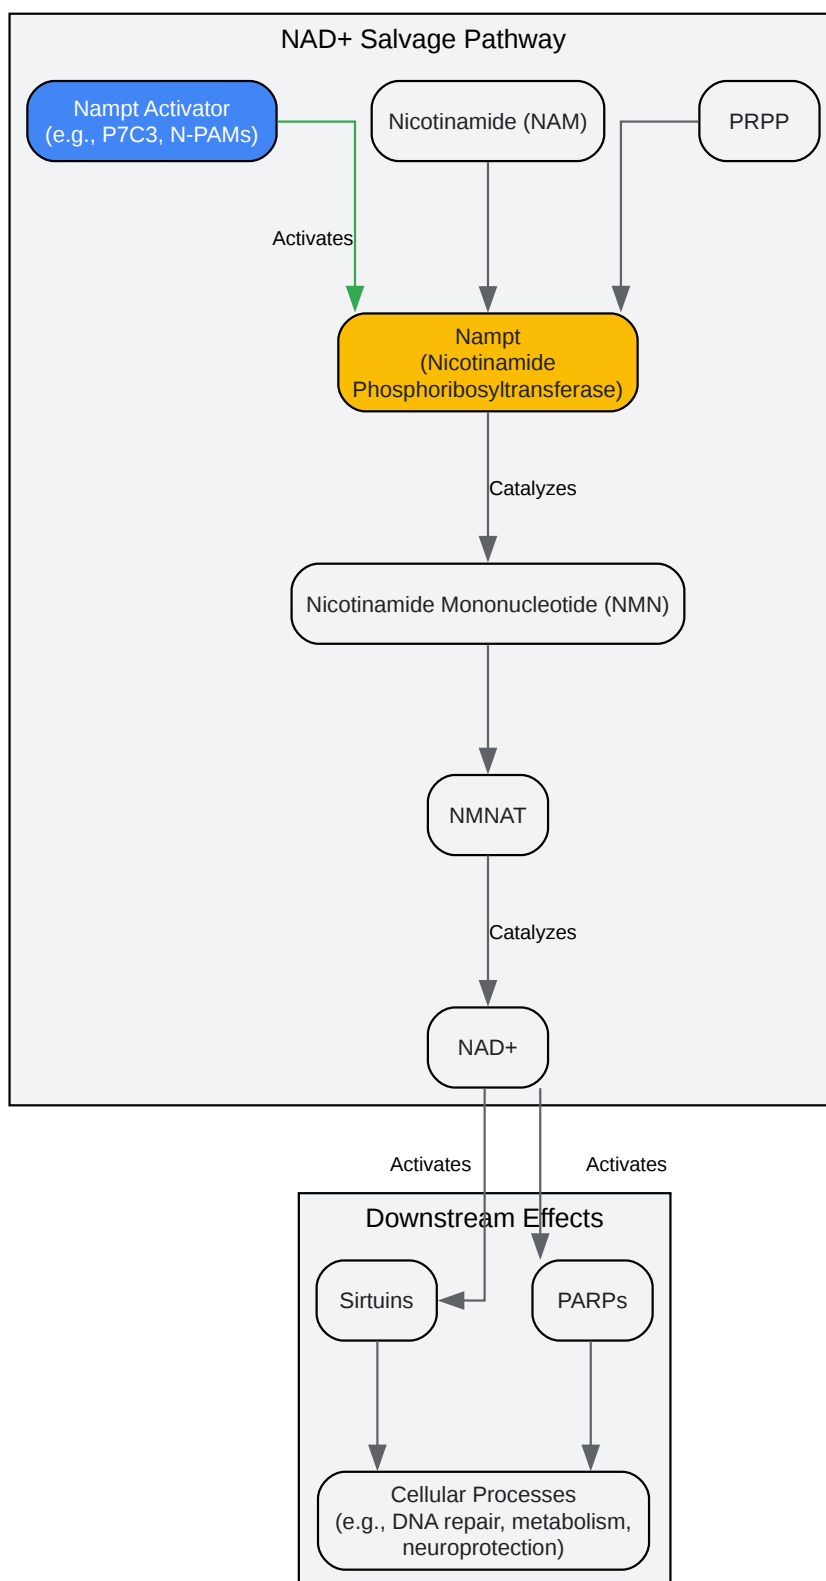 NAD+ Salvage Pathway
Nampt Activator
(e.g., P7C3, N-PAMs)
Nicotinamide (NAM)
PRPP
Activates
Nampt
(Nicotinamide
Phosphoribosyltransferase)
Catalyzes
Nicotinamide Mononucleotide (NMN)
NMNAT
Catalyzes
NAD+
Activates
Activates
Downstream Effects
Sirtuins
PARPs
Cellular Processes
(e.g., DNA repair, metabolism,
neuroprotection)